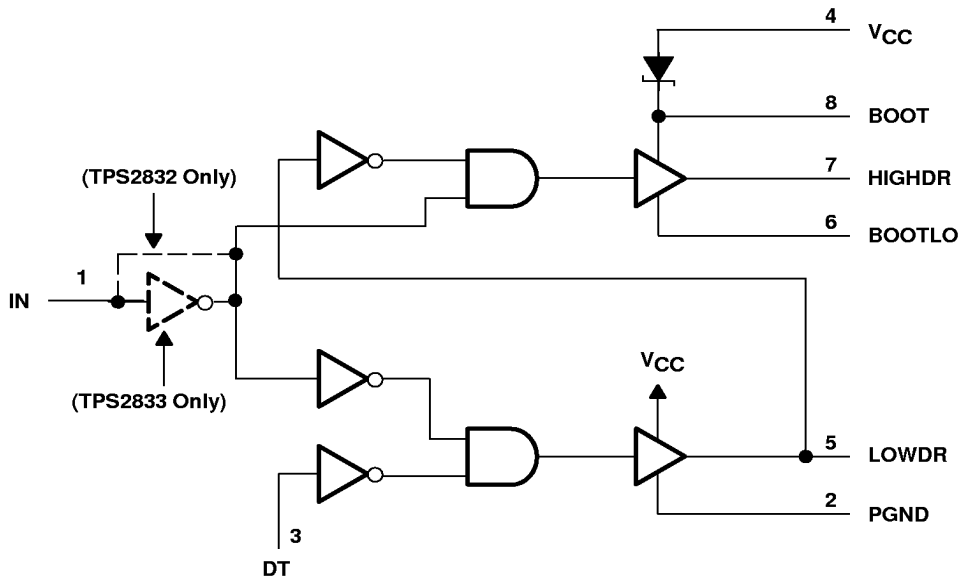 4
VCC
8
BOOT
7
HIGHDR
6
BOOTLO
(TPS2832 Only)
1
IN
(TPS2833 Only)
VCC
5
LOWDR
2
PGND
3
DT